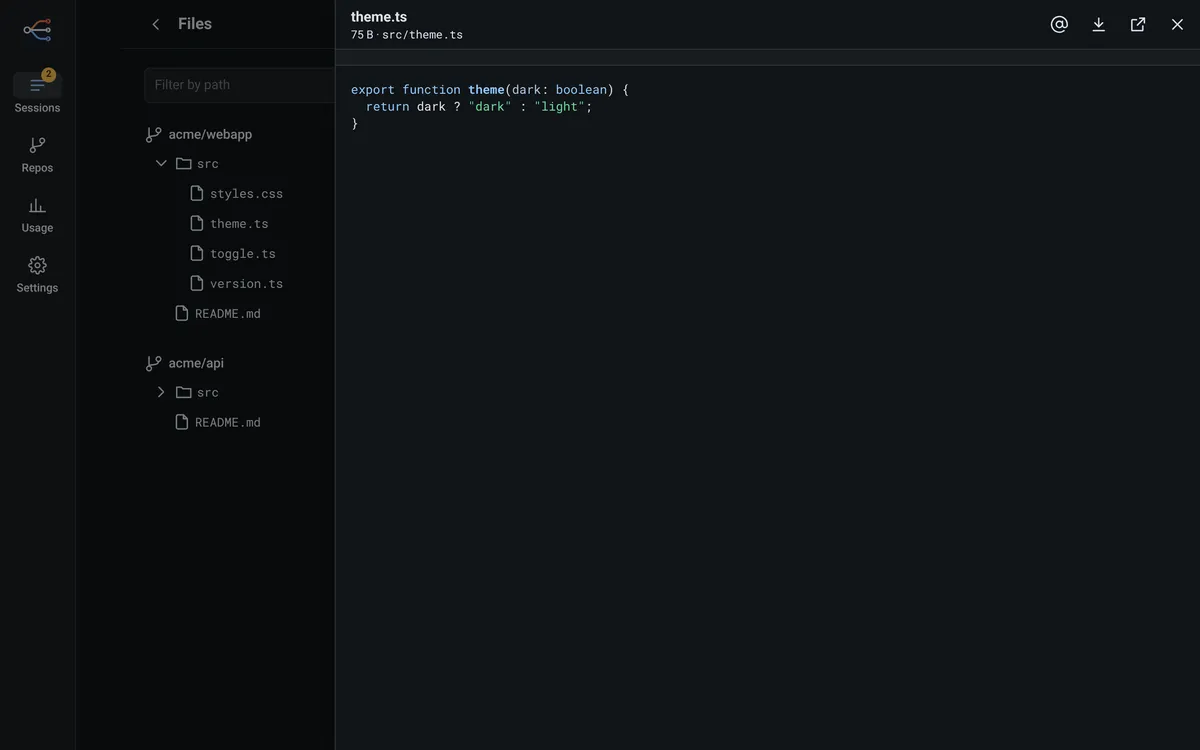 2
Sessions
Repos
Usage
Settings
Files
Filter by path
acme/webapp
src
styles.css
theme.ts
toggle.ts
version.ts
README.md
acme/api
src
README.md
theme.ts
75 B · src/theme.ts
export function theme(dark: boolean) {
  return dark ? "dark" : "light";
}